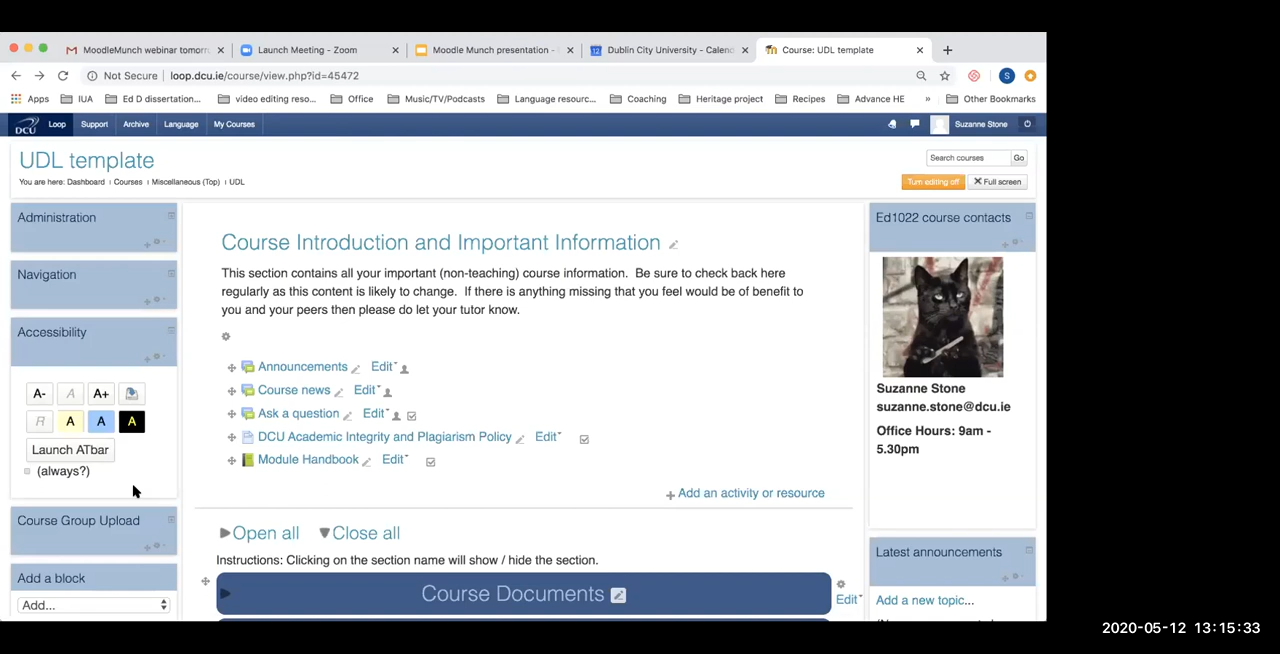 MoodleMunch webinar tomorr
Launch Meeting - Zoom
Moodle Munch presentation -
Dublin City University - Calend
Course: UDL template
Not Secure
loop.dcu.ie/course/view.php?id=45472
S
Apps
IUA
Ed D dissertation...
video editing reso...
Office
Music/TV/Podcasts
Language resourc...
Coaching
Heritage project
Recipes
Advance HE
»
Other Bookmarks
DCU
Loop
Support
Archive
Language
My Courses
Suzanne Stone
UDL template
Search courses
Go
You are here: Dashboard
Courses
Miscellaneous (Top)
UDL
Turn editing off
Full screen
Administration
Navigation
Accessibility
A-
A
A+
R
A
A
A
Launch ATbar
(always?)
Course Group Upload
Add a block
Add...
Course Introduction and Important Information
This section contains all your important (non-teaching) course information. Be sure to check back here
regularly as this content is likely to change. If there is anything missing that you feel would be of benefit to
you and your peers then please do let your tutor know.
Announcements Edit
Course news Edit
Ask a question Edit
DCU Academic Integrity and Plagiarism Policy Edit
Module Handbook Edit
Add an activity or resource
Open all Close all
Instructions: Clicking on the section name will show / hide the section.
Course Documents
Edit
Ed1022 course contacts
Suzanne Stone
suzanne.stone@dcu.ie
Office Hours: 9am -
5.30pm
Latest announcements
Add a new topic...
2020-05-12 13:15:33